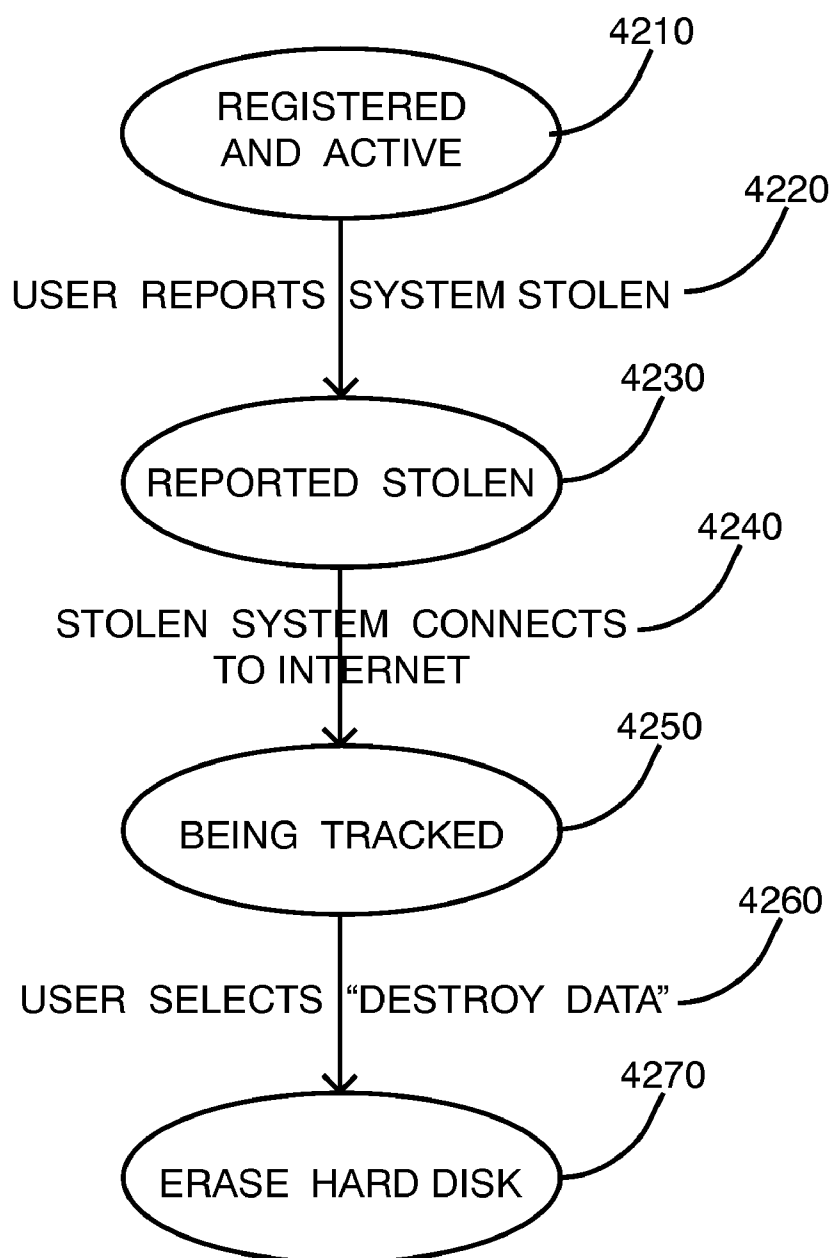 4210
REGISTERED
AND ACTIVE
4220
USER REPORTS SYSTEM STOLEN
4230
REPORTED STOLEN
4240
STOLEN SYSTEM CONNECTS
TO INTERNET
4250
BEING TRACKED
4260
USER SELECTS “DESTROY DATA”
4270
ERASE HARD DISK